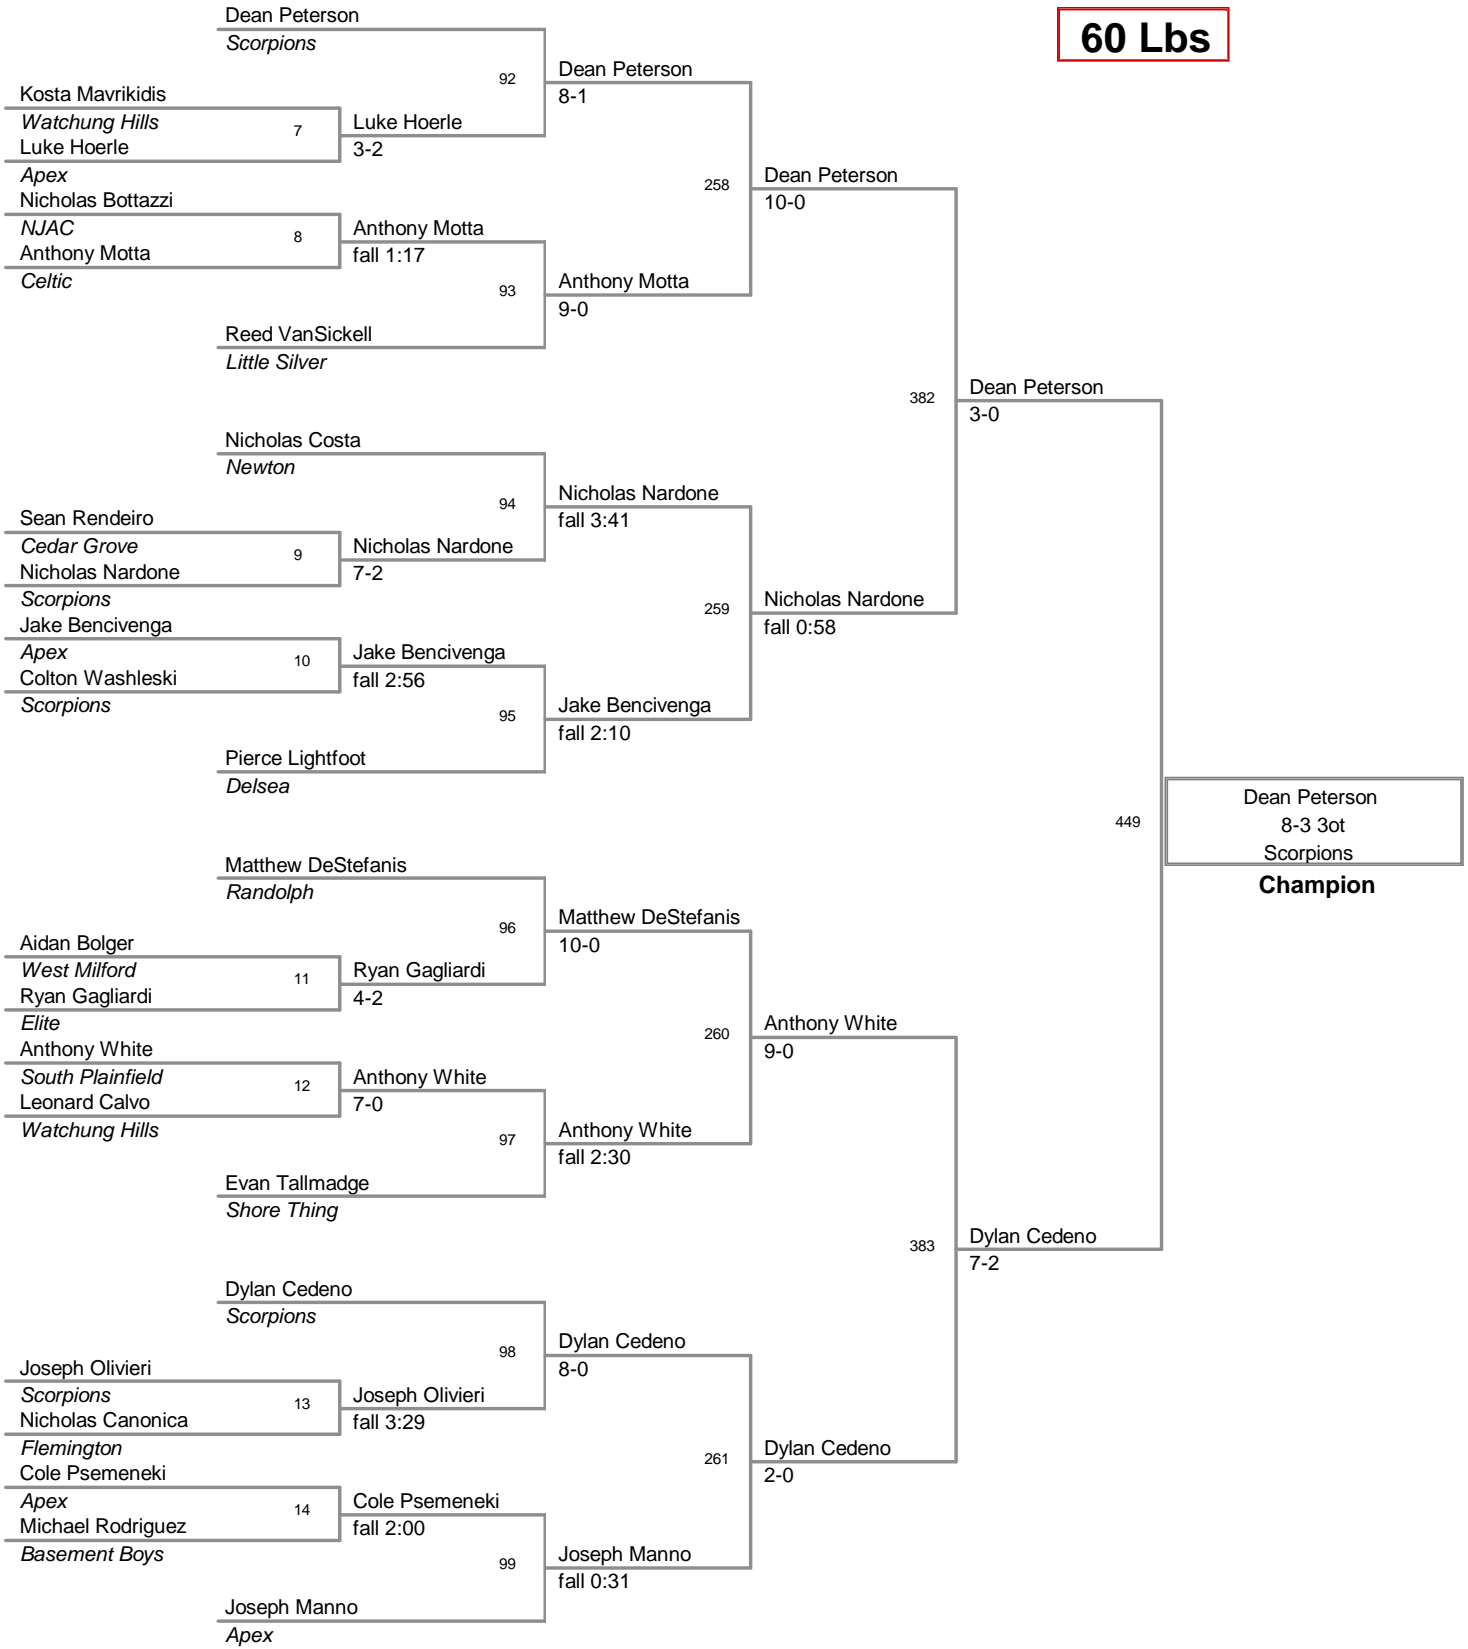 60 Lbs
Dean Peterson
Scorpions
92
Dean Peterson
8-1
Kosta Mavrikidis
Watchung Hills
7
Luke Hoerle
Luke Hoerle
3-2
Apex
258
Dean Peterson
10-0
Nicholas Bottazzi
NJAC
8
Anthony Motta
Anthony Motta
fall 1:17
Celtic
93
Anthony Motta
9-0
Reed VanSickell
Little Silver
382
Dean Peterson
3-0
Nicholas Costa
Newton
94
Nicholas Nardone
fall 3:41
Sean Rendeiro
Cedar Grove
9
Nicholas Nardone
Nicholas Nardone
7-2
Scorpions
259
Nicholas Nardone
fall 0:58
Jake Bencivenga
Apex
10
Jake Bencivenga
Colton Washleski
fall 2:56
Scorpions
95
Jake Bencivenga
fall 2:10
Pierce Lightfoot
Delsea
449
Dean Peterson
8-3 3ot
Scorpions
Champion
Matthew DeStefanis
Randolph
96
Matthew DeStefanis
10-0
Aidan Bolger
West Milford
11
Ryan Gagliardi
Ryan Gagliardi
4-2
Elite
260
Anthony White
9-0
Anthony White
South Plainfield
12
Anthony White
Leonard Calvo
7-0
Watchung Hills
97
Anthony White
fall 2:30
Evan Tallmadge
Shore Thing
383
Dylan Cedeno
7-2
Dylan Cedeno
Scorpions
98
Dylan Cedeno
8-0
Joseph Olivieri
Scorpions
13
Joseph Olivieri
Nicholas Canonica
fall 3:29
Flemington
261
Dylan Cedeno
2-0
Cole Psemeneki
Apex
14
Cole Psemeneki
Michael Rodriguez
fall 2:00
Basement Boys
99
Joseph Manno
fall 0:31
Joseph Manno
Apex